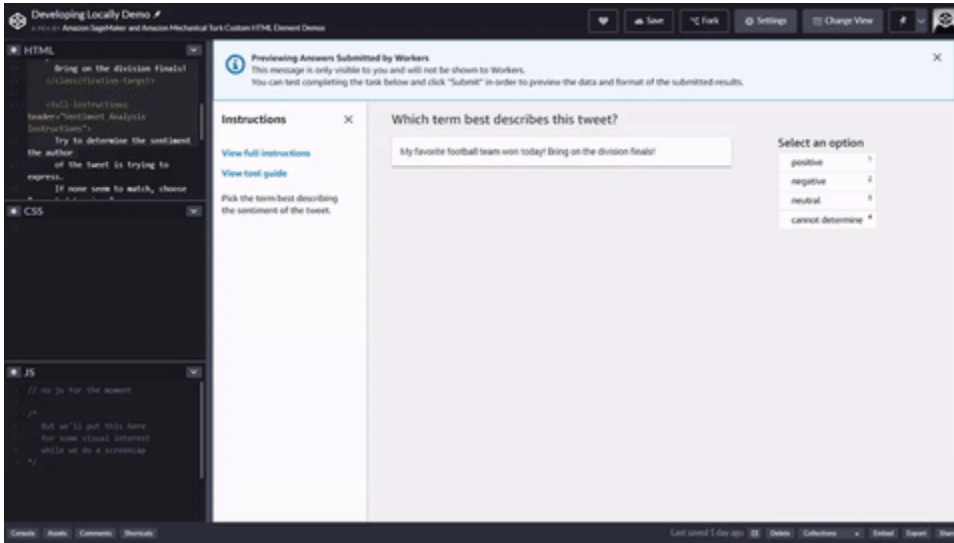 Developing Locally Demo
A PEN BY Amazon SageMaker and Amazon Mechanical Turk Custom HTML Element Demos
Save
Fork
Settings
Change View
HTML
Bring on the division finals!
</classification-target>
<full-instructions
header="Sentiment Analysis
Instructions">
Try to determine the sentiment
the author
of the tweet is trying to
express.
If none seem to match, choose
CSS
JS
// no js for the moment
/*
But we'll put this here
for some visual interest
while we do a screencap
*/
Previewing Answers Submitted by Workers
This message is only visible to you and will not be shown to Workers.
You can test completing the task below and click "Submit" in order to preview the data and format of the submitted results.
Instructions
View full instructions
View tool guide
Pick the term best describing
the sentiment of the tweet.
Which term best describes this tweet?
My favorite football team won today! Bring on the division finals!
Select an option
positive 1
negative 2
neutral 3
cannot determine 4
Console Assets Comments Shortcuts
Last saved 1 day ago Delete Collections Embed Export